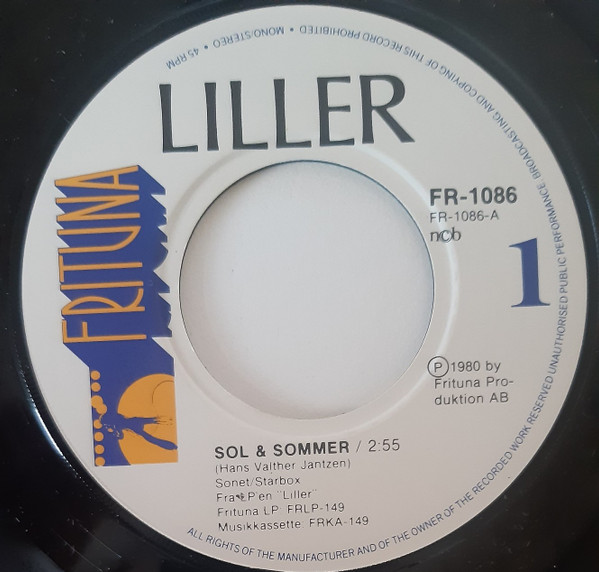 45 RPM • MONO/STEREO • ALL RIGHTS OF THE MANUFACTURER AND OF THE OWNER OF THE RECORDED WORK RESERVED UNAUTHORISED PUBLIC PERFORMANCE BROADCASTING AND COPYING OF THIS RECORD PROHIBITED
LILLER
FRITUNA
FR-1086
FR-1086-A
ncb
1
Ⓟ 1980 by
Frituna Pro-
duktion AB
SOL & SOMMER / 2:55
(Hans Valther Jantzen)
Sonet/Starbox
Fra LP'en "Liller"
Frituna LP: FRLP-149
Musikkassette: FRKA-149